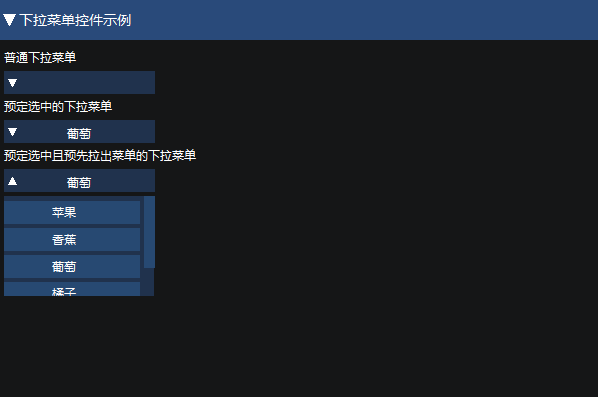 下拉菜单控件示例
普通下拉菜单
预定选中的下拉菜单
葡萄
预定选中且预先拉出菜单的下拉菜单
葡萄
苹果
香蕉
葡萄
橘子